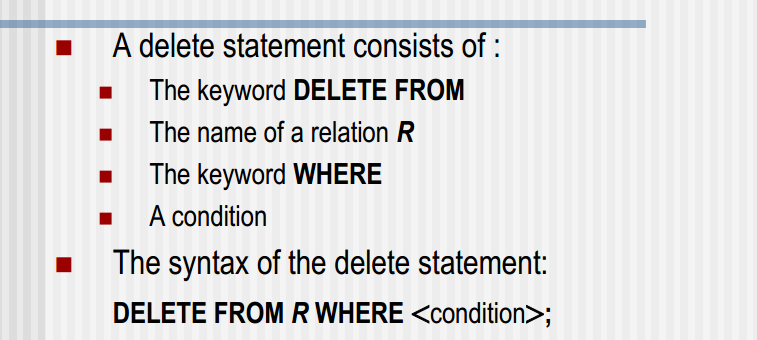 A delete statement consists of :
The keyword DELETE FROM
The name of a relation R
The keyword WHERE
A condition
The syntax of the delete statement:
DELETE FROM R WHERE <condition>;